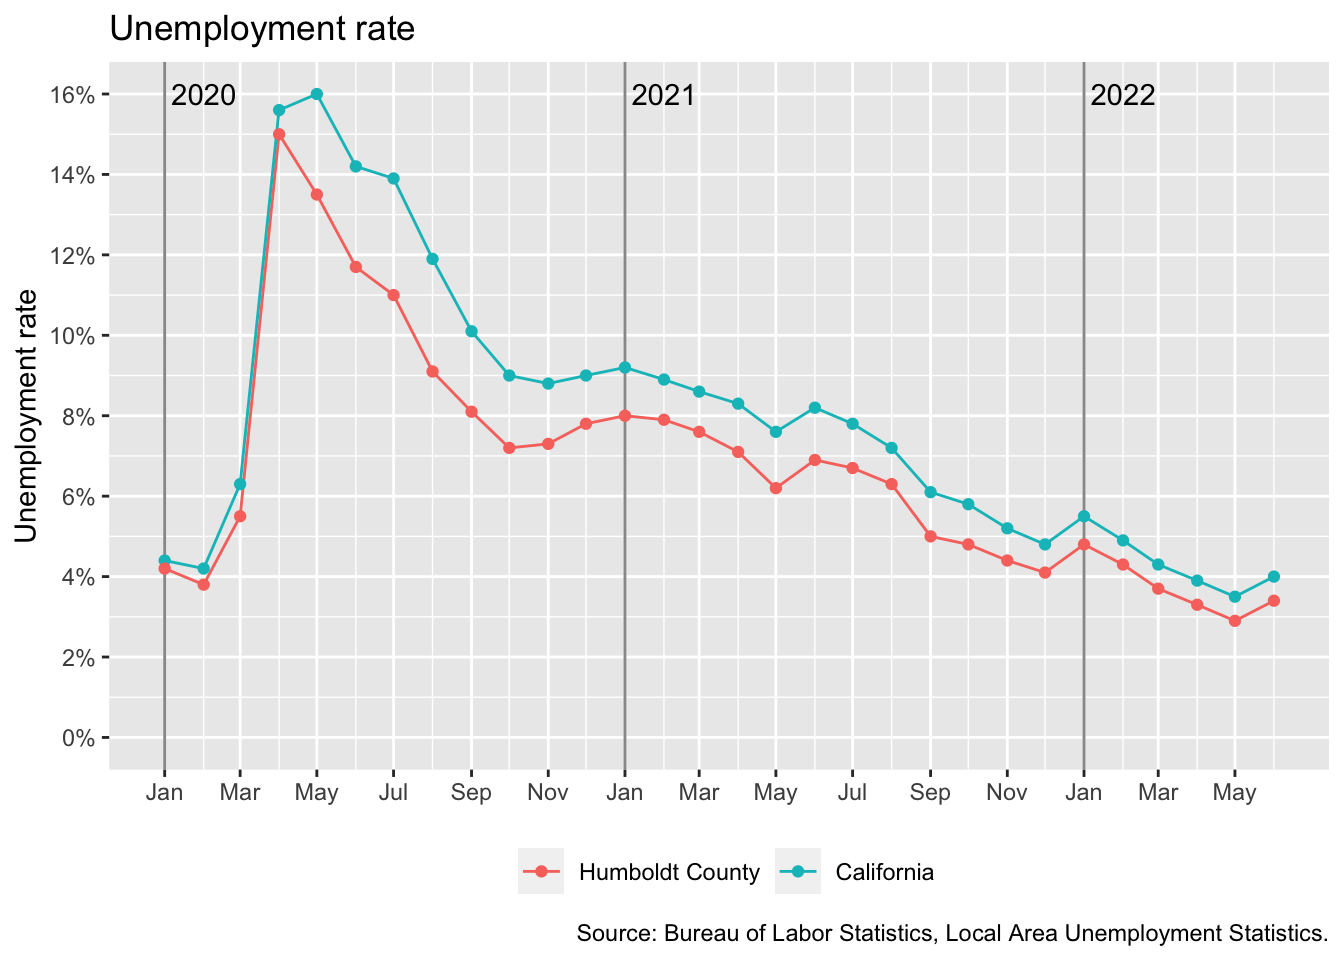 Unemployment rate
2020 2021 2022
Unemployment rate
16%
14%
12%
10%
8%
6%
4%
2%
0%
Jan Mar May Jul Sep Nov Jan Mar May Jul Sep Nov Jan Mar May
Humboldt County California
Source: Bureau of Labor Statistics, Local Area Unemployment Statistics.